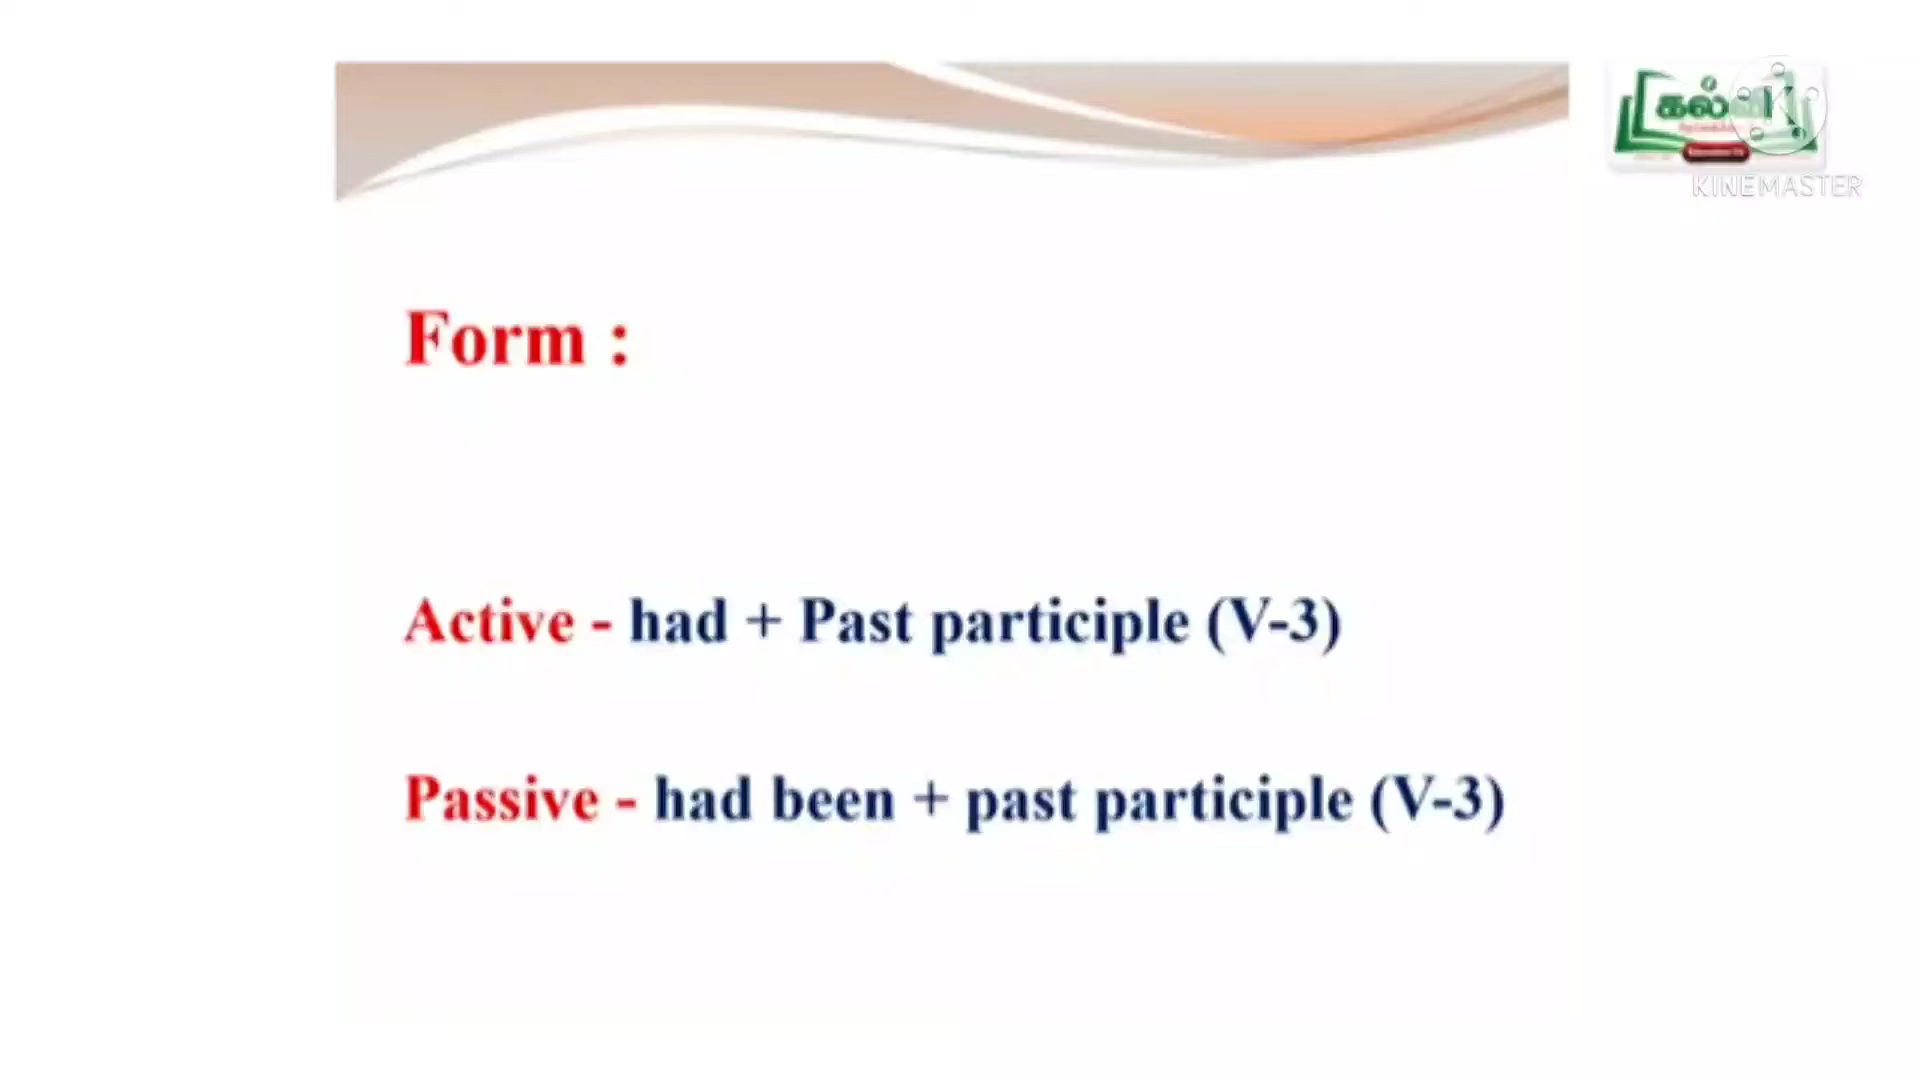 KINEMASTER
Form :
Active - had + Past participle (V-3)
Passive - had been + past participle (V-3)